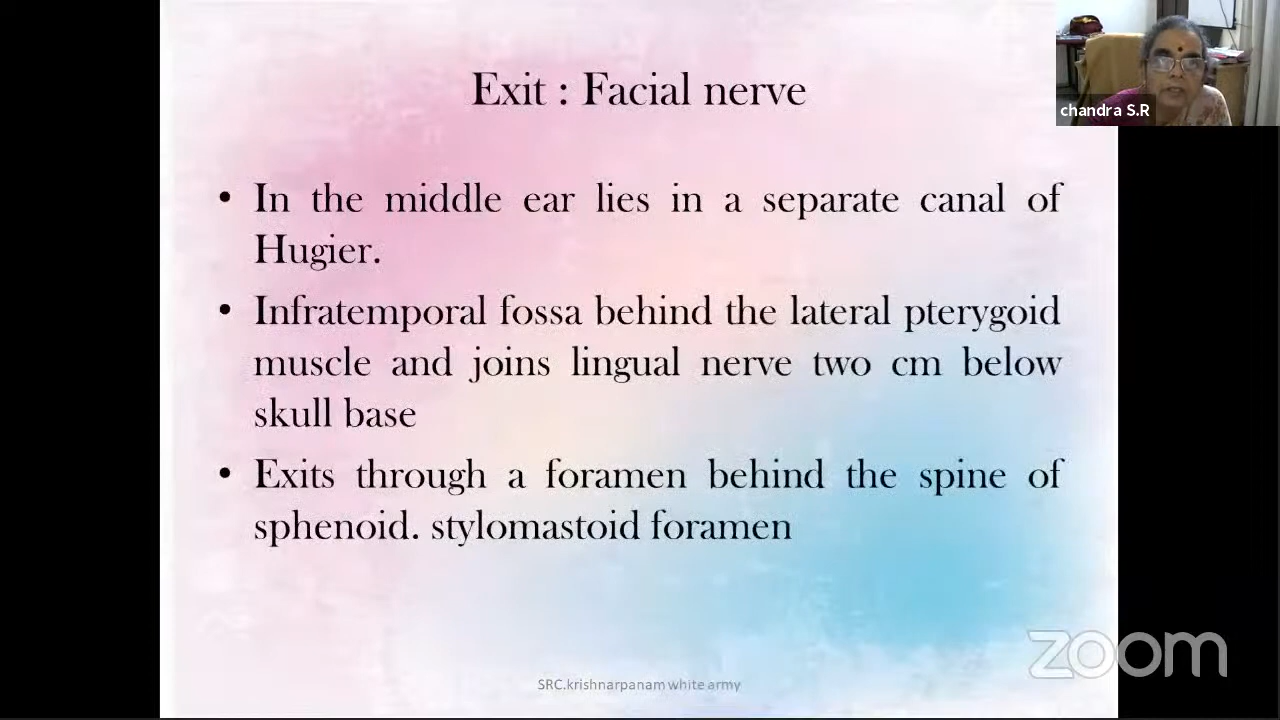 Exit : Facial nerve
chandra S.R
• In the middle ear lies in a separate canal of
Hugier.
• Infratemporal fossa behind the lateral pterygoid
muscle and joins lingual nerve two cm below
skull base
• Exits through a foramen behind the spine of
sphenoid. stylomastoid foramen
zoom
SRC.krishnarpanam white army